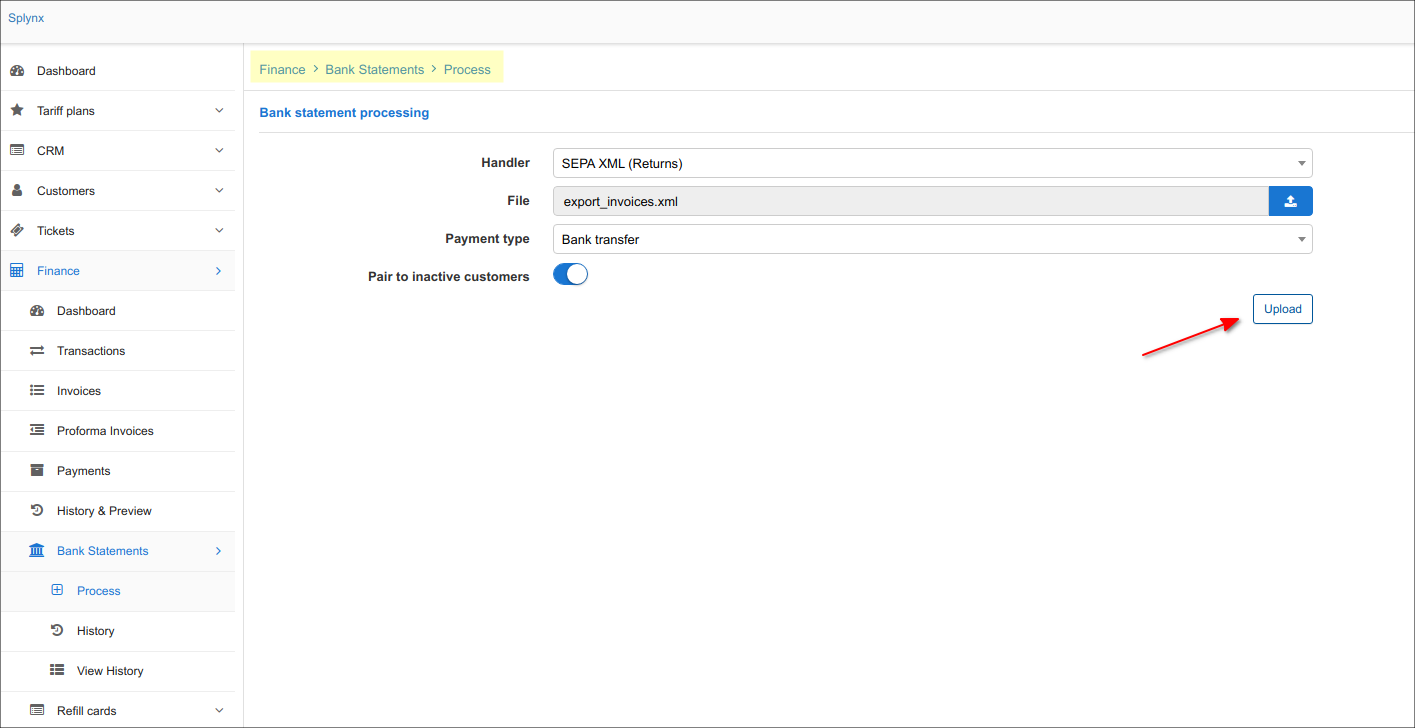 Splynx
Dashboard
Tariff plans
CRM
Customers
Tickets
Finance
Dashboard
Transactions
Invoices
Proforma Invoices
Payments
History & Preview
Bank Statements
Process
History
View History
Refill cards
Finance > Bank Statements > Process
Bank statement processing
Handler SEPA XML (Returns)
File export_invoices.xml
Payment type Bank transfer
Pair to inactive customers
Upload